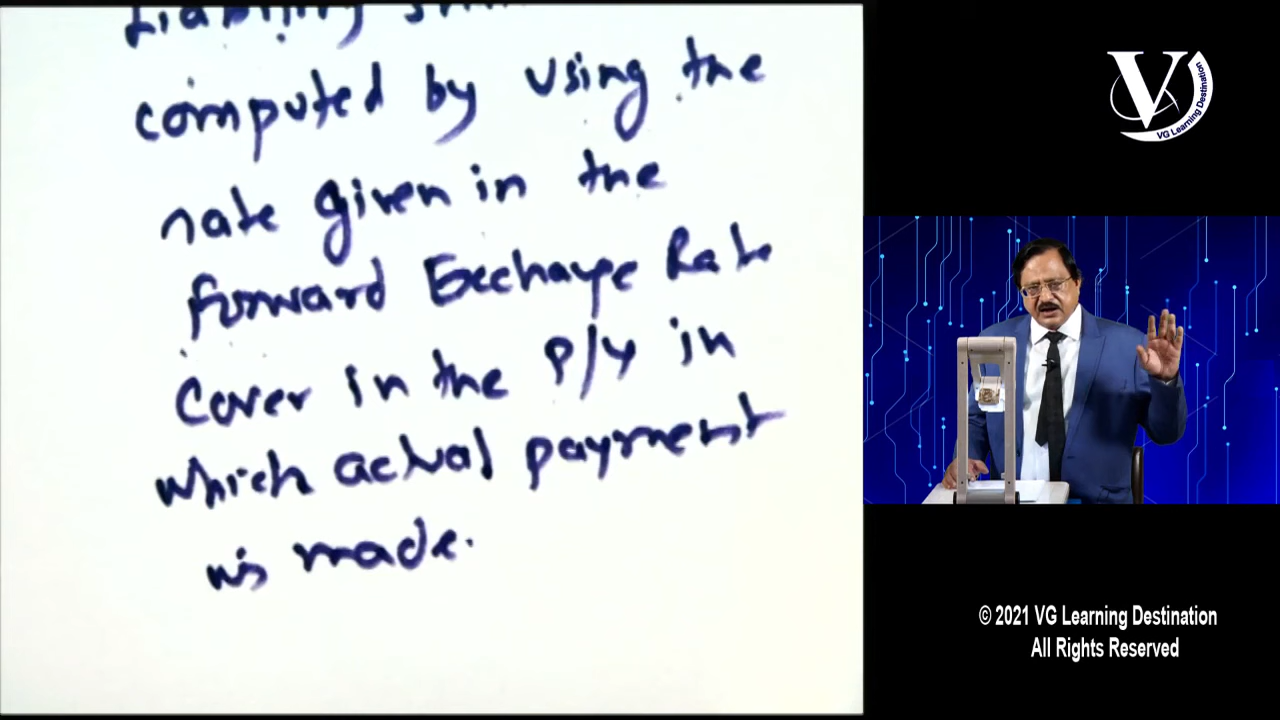 Liability
computed by using the
rate given in the
forward Exchange Rate
Cover in the P/Y in
which actual payment
is made.
V
VG Learning Destination
© 2021 VG Learning Destination
All Rights Reserved